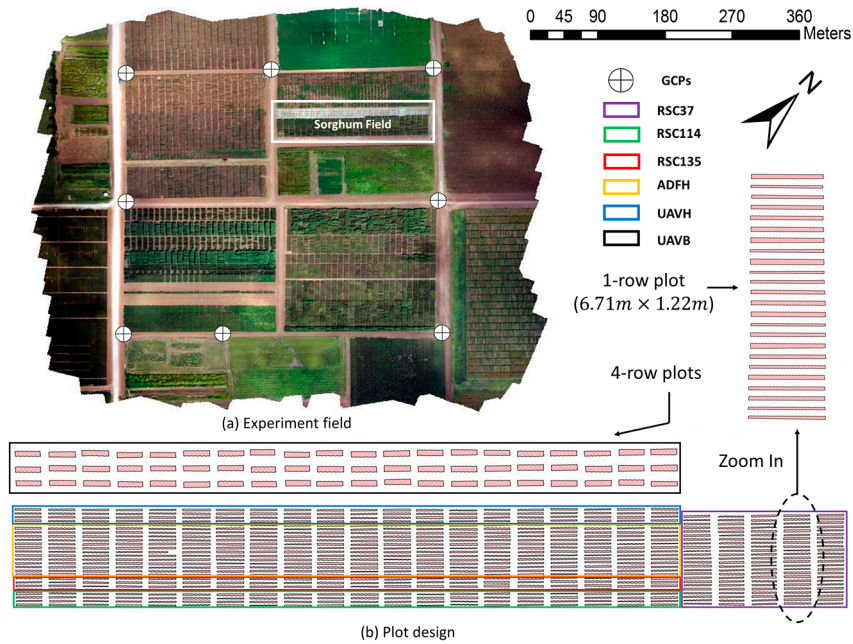 0 45 90 180 270 360
Meters
GCPs
RSC37
RSC114
RSC135
ADFH
UAVH
UAVB
N
Sorghum Field
1-row plot
(6.71m × 1.22m)
4-row plots
(a) Experiment field
Zoom In
(b) Plot design